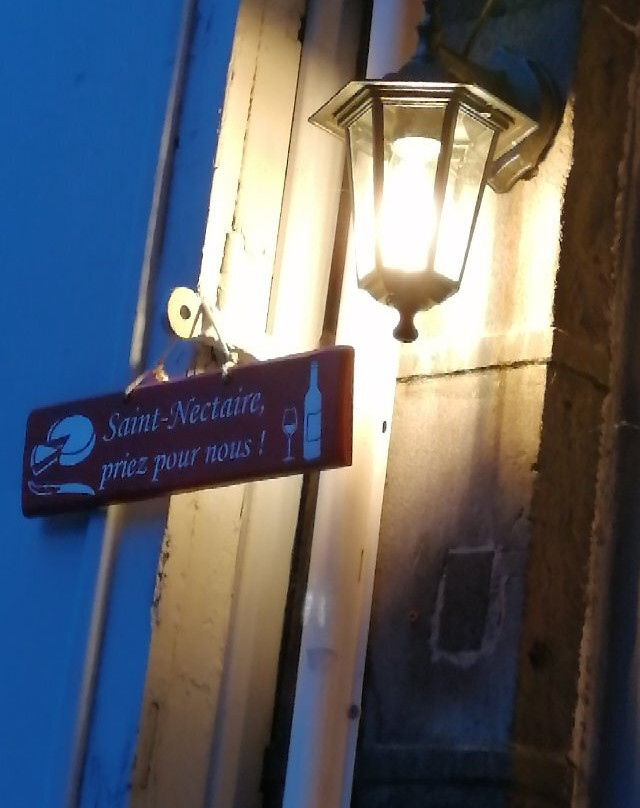 Saint-Nectaire,
priez pour nous !